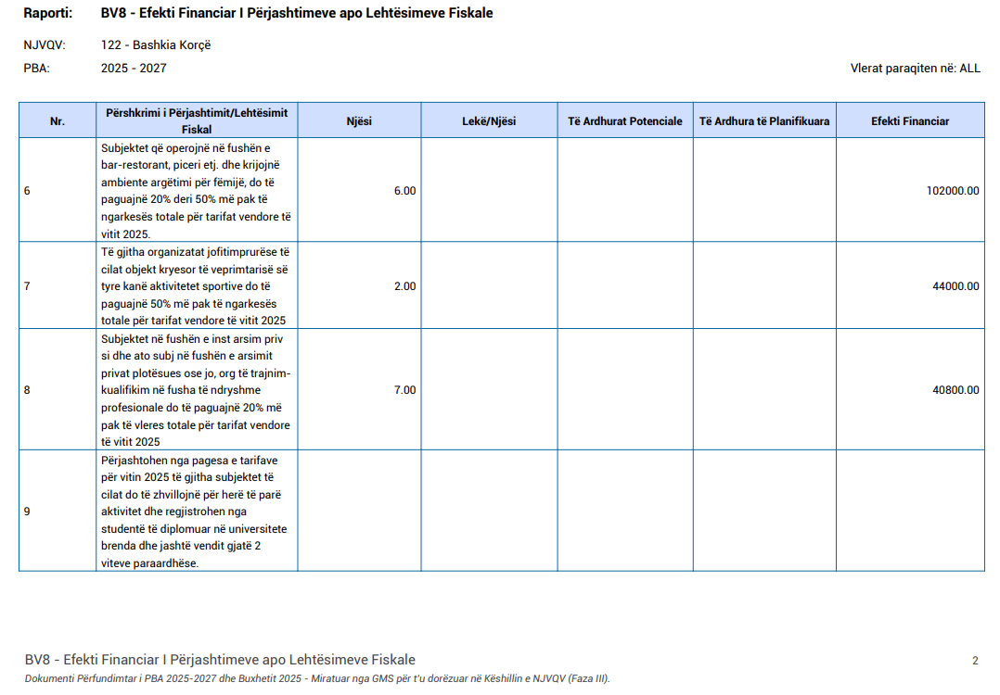 Raporti: BV8 - Efekti Financiar I Përjashtimeve apo Lehtësimeve Fiskale
NJVQV: 122 - Bashkia Korçë
PBA: 2025 - 2027 Vlerat paraqiten në: ALL
Nr. Përshkrimi i Përjashtimit/Lehtësimit Fiskal Njësi Lekë/Njësi Të Ardhurat Potenciale Të Ardhura të Planifikuara Efekti Financiar
6
Subjektet që operojnë në fushën e
bar-restorant, piceri etj. dhe krijojnë
ambiente argëtimi për fëmijë, do të
paguajnë 20% deri 50% më pak të
ngarkesës totale për tarifat vendore të
vitit 2025.
6.00 102000.00
7
Të gjitha organizatat jofitimprurëse të
cilat objekt kryesor të veprimtarisë së
tyre kanë aktivitetet sportive do të
paguajnë 50% më pak të ngarkesës
totale për tarifat vendore të vitit 2025
2.00 44000.00
8
Subjektet në fushën e inst arsim priv
si dhe ato subj në fushën e arsimit
privat plotësues ose jo, org të trajnim-
kualifikim në fusha të ndryshme
profesionale do të paguajnë 20% më
pak të vleres totale për tarifat vendore
të vitit 2025
7.00 40800.00
9
Përjashtohen nga pagesa e tarifave
për vitin 2025 të gjitha subjektet të
cilat do të zhvillojnë për herë të parë
aktivitet dhe regjistrohen nga
studentë të diplomuar në universitete
brenda dhe jashtë vendit gjatë 2
viteve paraardhëse.
BV8 - Efekti Financiar I Përjashtimeve apo Lehtësimeve Fiskale 2
Dokumenti Përfundimtar i PBA 2025-2027 dhe Buxhetit 2025 - Miratuar nga GMS për t'u dorëzuar në Këshillin e NJVQV (Faza III).